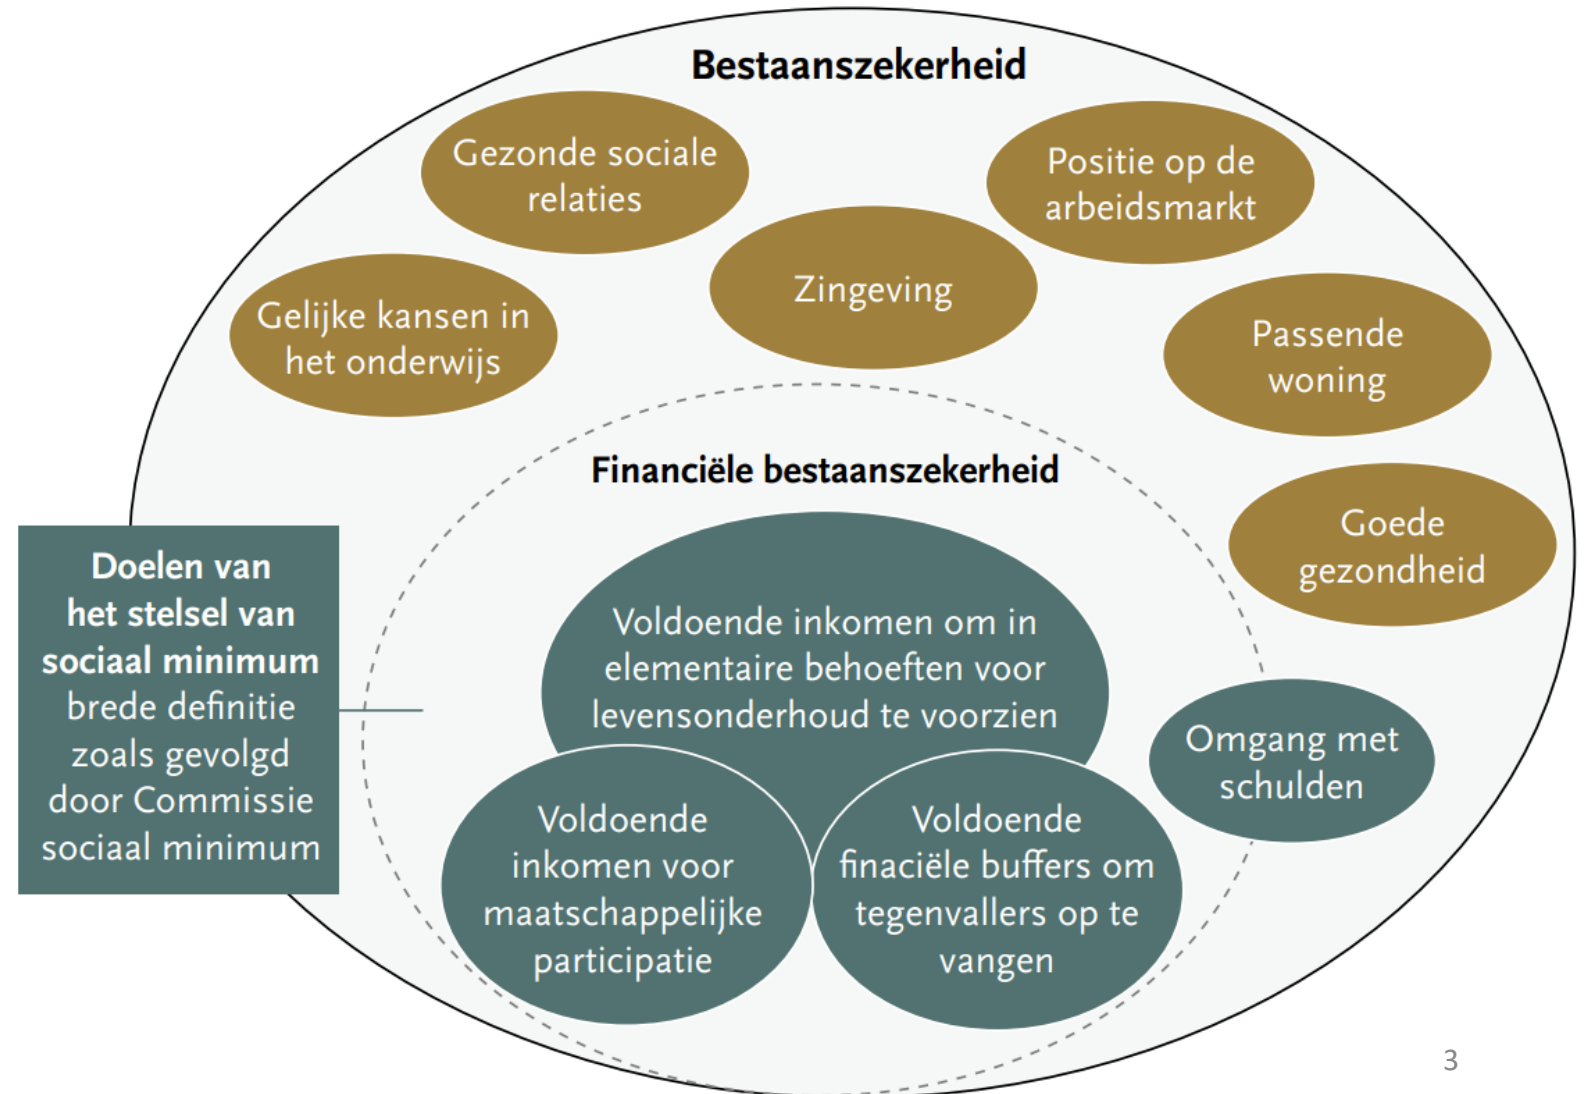 Bestaanszekerheid
Gezonde sociale
relaties
Positie op de
arbeidsmarkt
Zingeving
Gelijke kansen in
het onderwijs
Passende
woning
Financiële bestaanszekerheid
Goede
gezondheid
Doelen van
het stelsel van
sociaal minimum
brede definitie
zoals gevolgd
door Commissie
sociaal minimum
Voldoende inkomen om in
elementaire behoeften voor
levensonderhoud te voorzien
Omgang met
schulden
Voldoende
inkomen voor
maatschappelijke
participatie
Voldoende
finaciële buffers om
tegenvallers op te
vangen
3